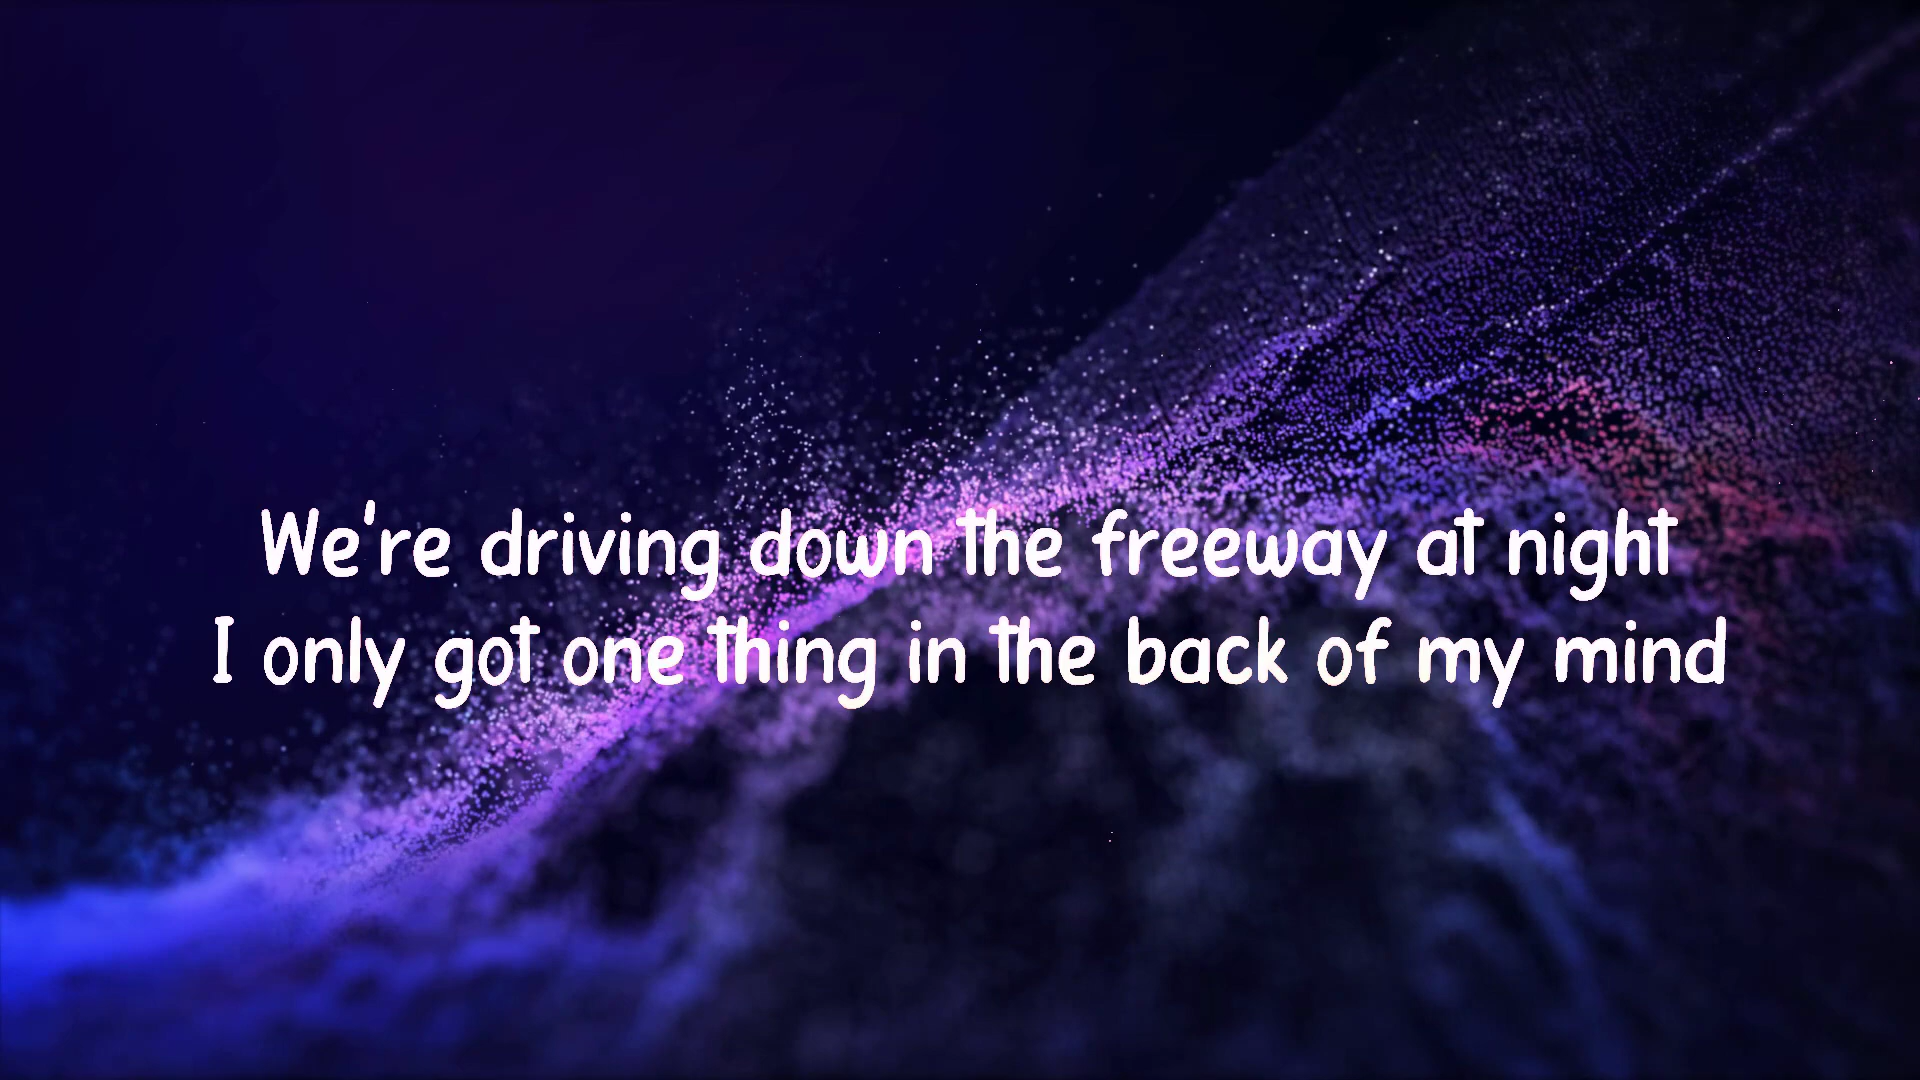 We're driving down the freeway at night
I only got one thing in the back of my mind